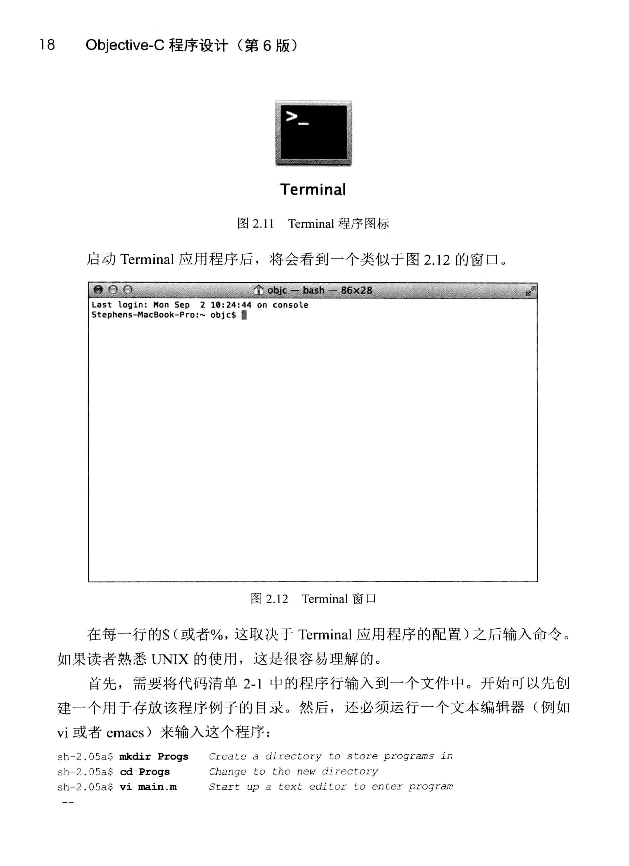 18 Objective-C 程序设计（第 6 版）
>_
Terminal
图 2.11 Terminal 程序图标
启动 Terminal 应用程序后，将会看到一个类似于图 2.12 的窗口。
objc — bash — 86×28
Last login: Mon Sep  2 10:24:44 on console
Stephens-MacBook-Pro:~ objc$
图 2.12 Terminal 窗口
在每一行的$（或者%，这取决于 Terminal 应用程序的配置）之后输入命令。
如果读者熟悉 UNIX 的使用，这是很容易理解的。
首先，需要将代码清单 2-1 中的程序行输入到一个文件中。开始可以先创
建一个用于存放该程序例子的目录。然后，还必须运行一个文本编辑器（例如
vi 或者 emacs）来输入这个程序：
sh-2.05a$ mkdir Progs Create a directory to store programs in
sh-2.05a$ cd Progs Change to the new directory
sh-2.05a$ vi main.m Start up a text editor to enter program
--